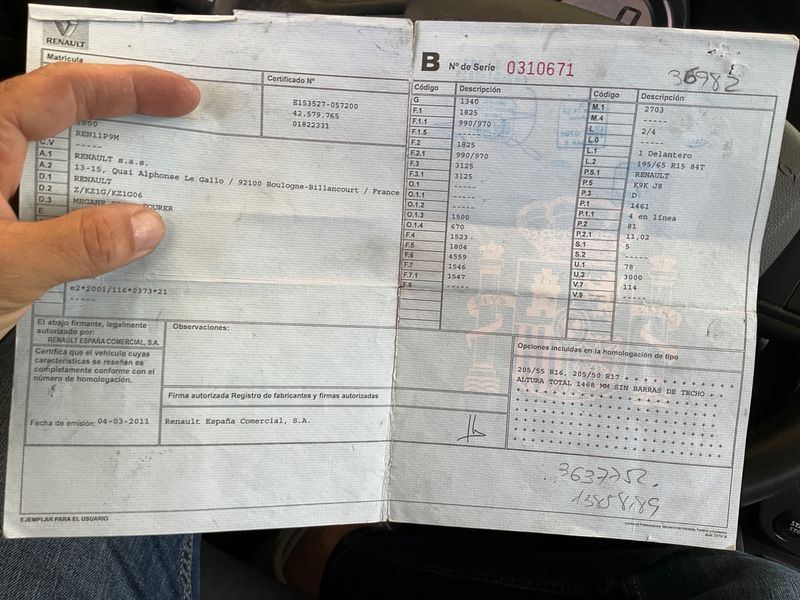 RENAULT
Matrícula
Certificado Nº
E153527-057200
42.579.765
01822331
REN11P9M
C.V -----
A.1 RENAULT s.a.s.
A.2 13-15, Quai Alphonse Le Gallo / 92100 Boulogne-Billancourt / France
D.1 RENAULT
D.2 Z/KZ1G/KZ1G06
D.3 MEGANE TOURER
E
e2*2001/116*0373*21
-----
El abajo firmante, legalmente
autorizado por:
RENAULT ESPAÑA COMERCIAL, S.A.
Certifica que el vehículo cuyas
características se reseñan es
completamente conforme con el
número de homologación.
Fecha de emisión: 04-03-2011
Observaciones:
Firma autorizada Registro de fabricantes y firmas autorizadas
Renault España Comercial, S.A.
EJEMPLAR PARA EL USUARIO
B Nº de Serie 0310671
Código Descripción
G 1340
F.1 1825
F.1.1 990/970
F.1.5 -----
F.2 1825
F.2.1 990/970
F.3 3125
F.3.1 3125
O.1 -----
O.1.1 -----
O.1.2 -----
O.1.3 1500
O.1.4 670
F.4 1523
F.5 1804
F.6 4559
F.7 1546
F.7.1 1547
F.8 -----
Código Descripción
M.1 2703
M.4 -----
L 2/4
L.0 -----
L.1 1 Delantero
L.2 195/65 R15 84T
P.5.1 RENAULT
P.5 K9K J8
P.3 D
P.1 1461
P.1.1 4 en línea
P.2 81
P.2.1 11,02
S.1 5
S.2 -----
U.1 78
U.2 3000
V.7 114
V.9 -----
Opciones incluidas en la homologación de tipo
205/55 R16, 205/50 R17 + + + + + + + + + +
ALTURA TOTAL 1468 MM SIN BARRAS DE TECHO +